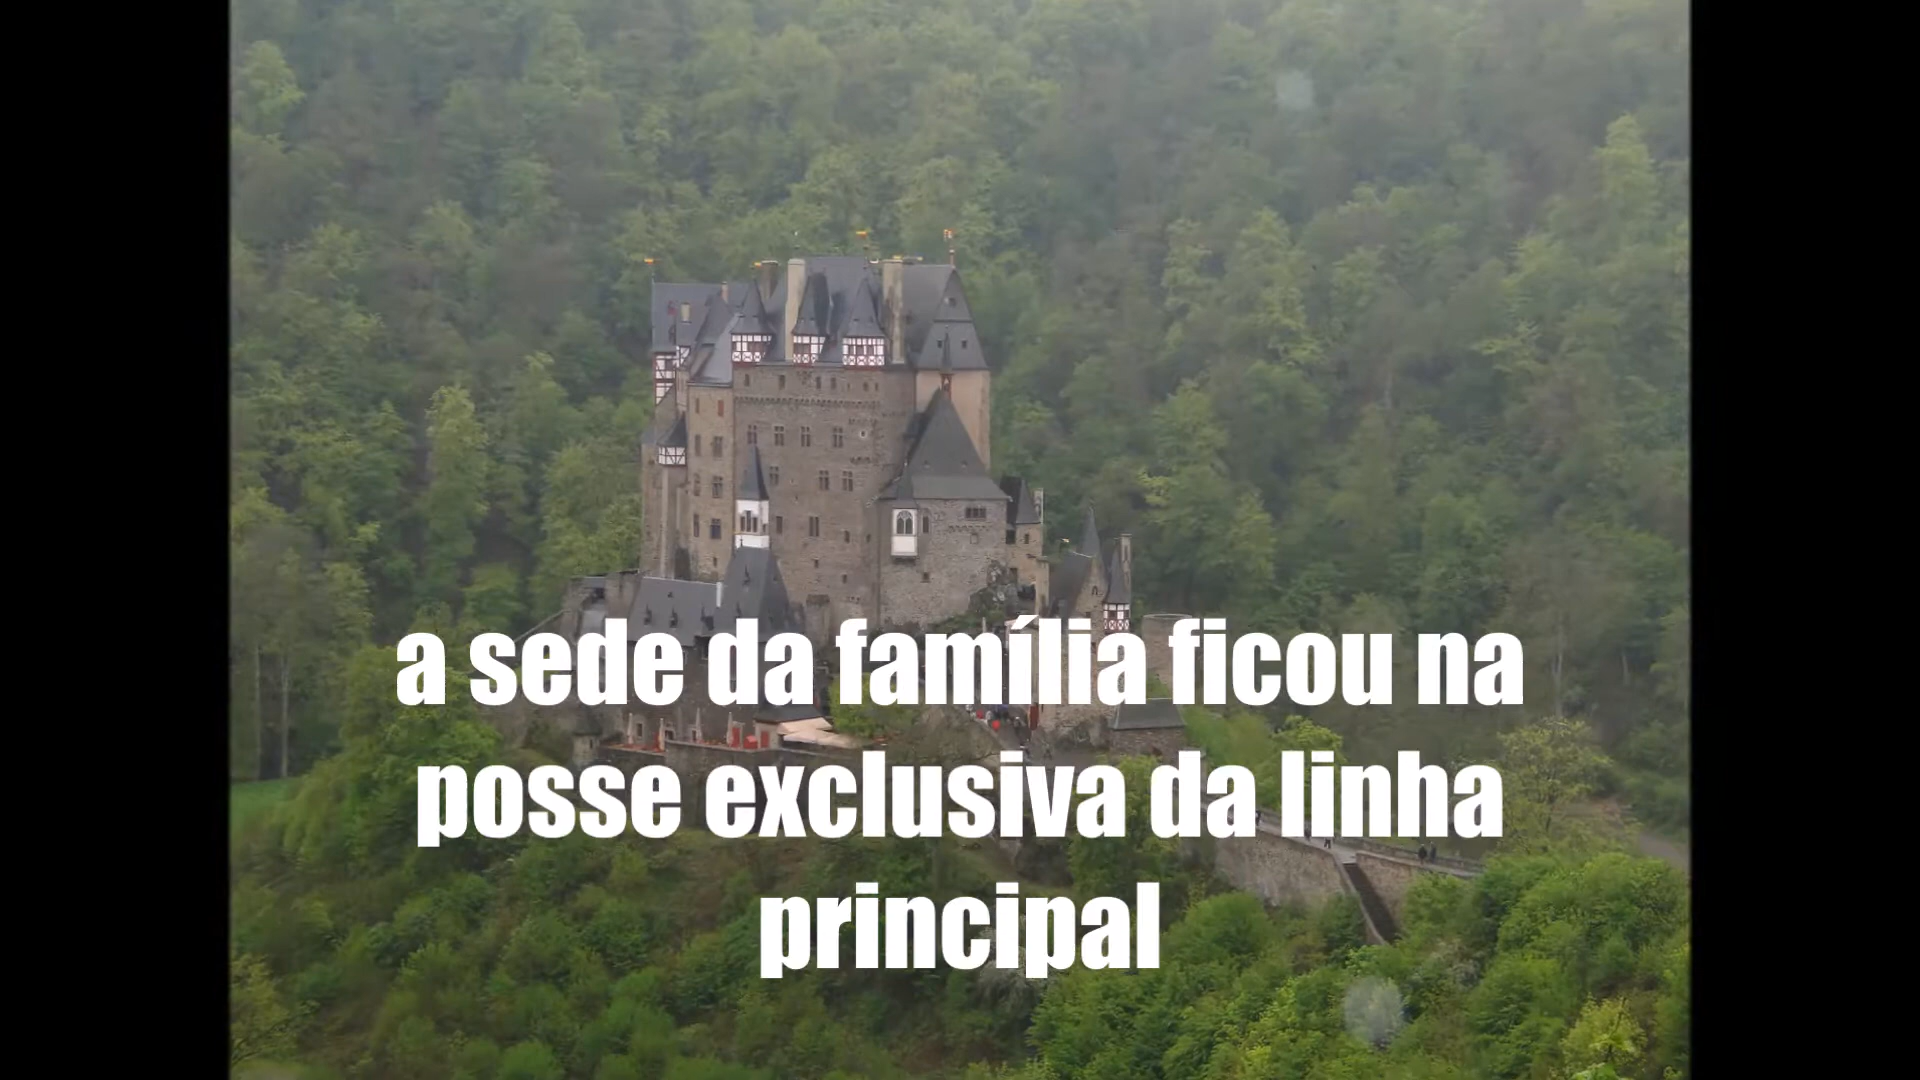 a sede da família ficou na
posse exclusiva da linha
principal